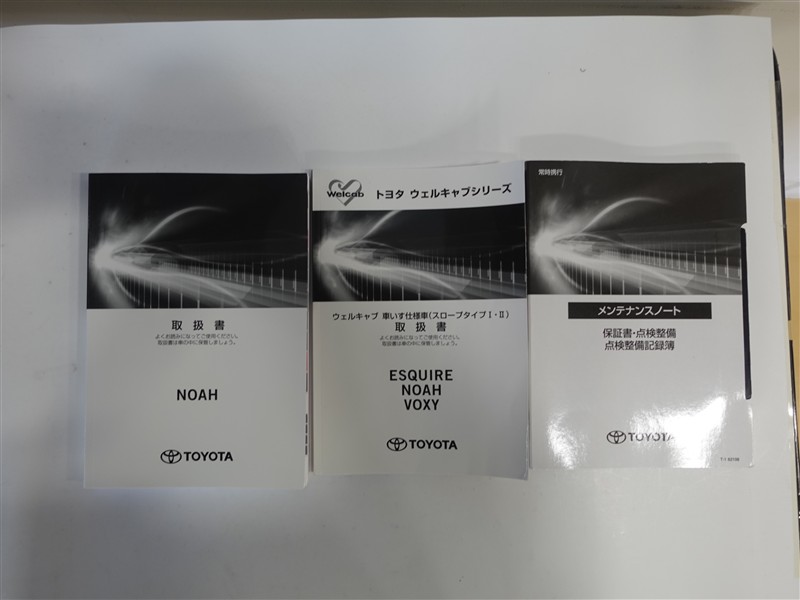 取扱書
よくお読みになってご使用ください。
取扱書は車の中に保管しましょう。
NOAH
TOYOTA
Welcab
トヨタ ウェルキャブシリーズ
ウェルキャブ 車いす仕様車(スロープタイプⅠ・Ⅱ)
取扱書
よくお読みになってご使用ください。
取扱書は車の中に保管しましょう。
ESQUIRE
NOAH
VOXY
TOYOTA
常時携行
メンテナンスノート
保証書・点検整備
点検整備記録簿
TOYOTA